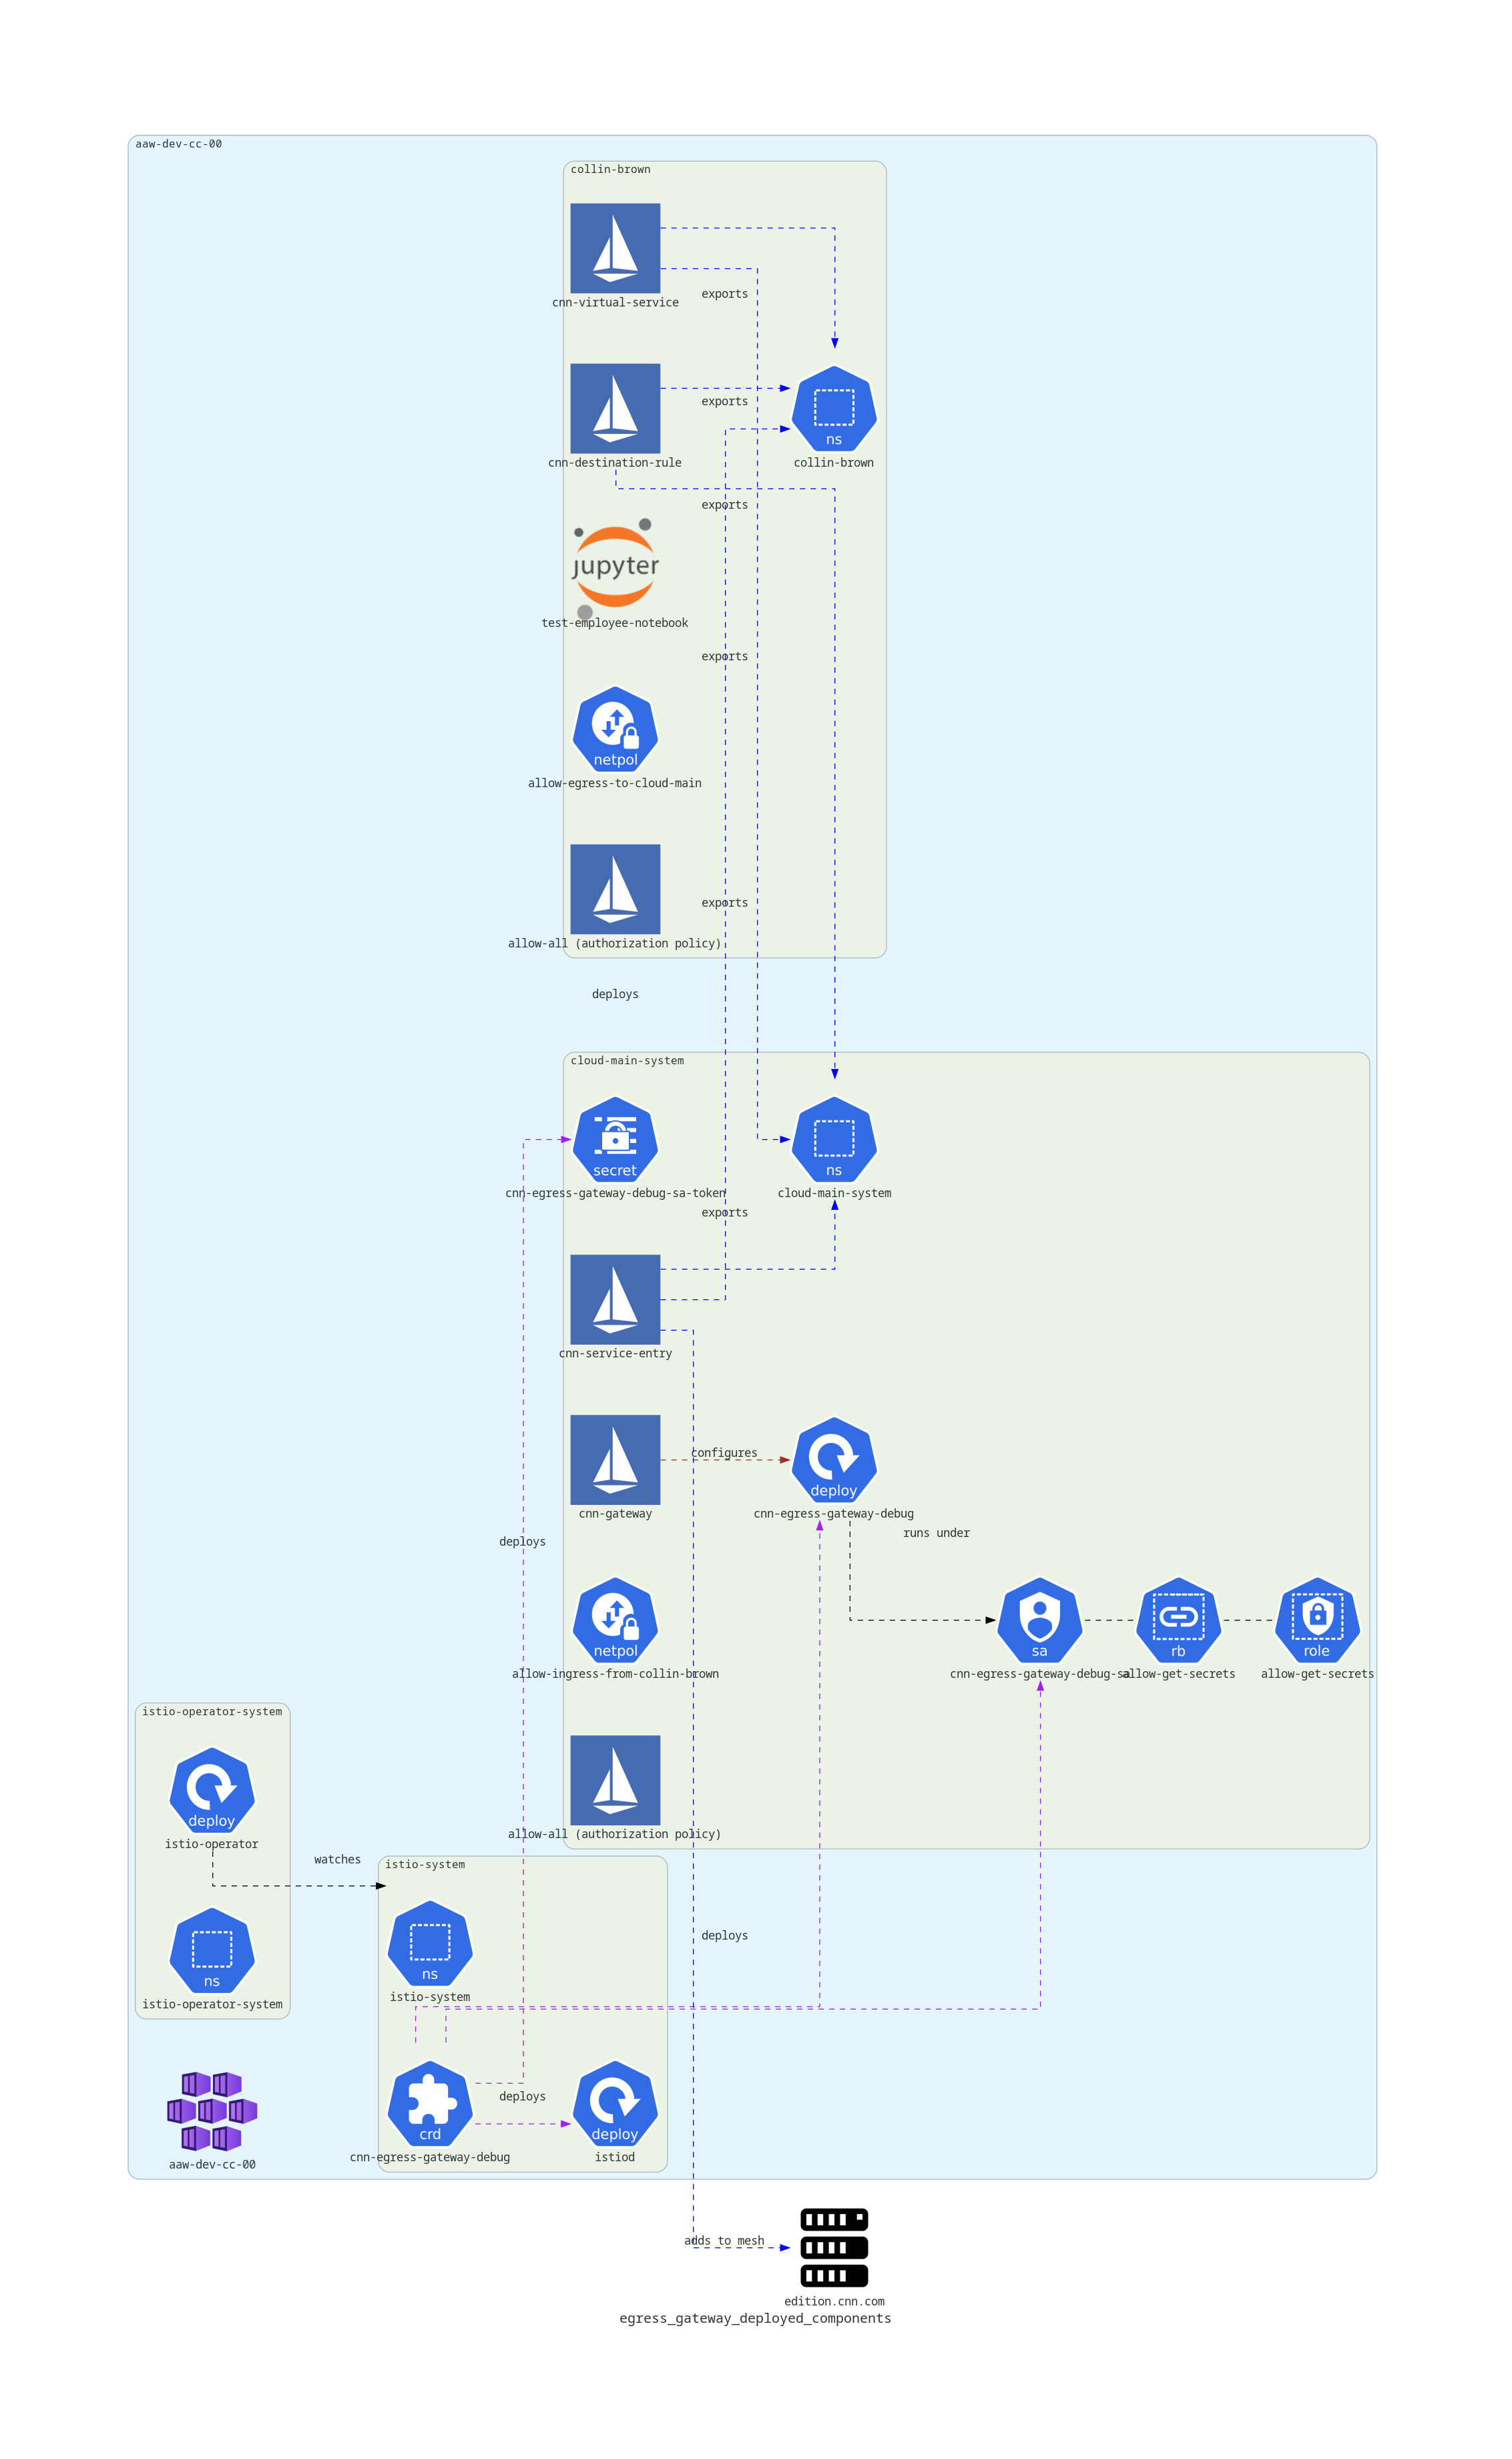 aaw-dev-cc-00
collin-brown
cnn-virtual-service
exports
exports
cnn-destination-rule
ns
collin-brown
exports
jupyter
test-employee-notebook
exports
netpol
allow-egress-to-cloud-main
exports
allow-all (authorization policy)
deploys
cloud-main-system
secret
cnn-egress-gateway-debug-sa-token
ns
cloud-main-system
exports
cnn-service-entry
configures
cnn-gateway
deploy
cnn-egress-gateway-debug
runs under
deploys
netpol
allow-ingress-from-collin-brown
sa
cnn-egress-gateway-debug-sa
rb
allow-get-secrets
role
allow-get-secrets
istio-operator-system
deploy
istio-operator
allow-all (authorization policy)
watches
istio-system
deploys
ns
istio-operator-system
ns
istio-system
deploys
crd
cnn-egress-gateway-debug
deploy
istiod
aaw-dev-cc-00
adds to mesh
edition.cnn.com
egress_gateway_deployed_components